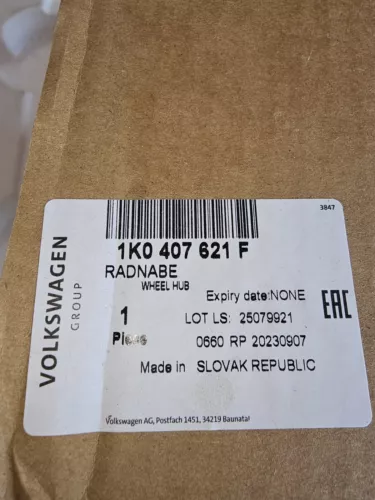 3847
1K0 407 621 F
RADNABE
WHEEL HUB
Expiry date:NONE
1 LOT LS: 25079921
0660 RP 20230907
Made in SLOVAK REPUBLIC
Volkswagen AG, Postfach 1451, 34219 Baunatal
VOLKSWAGEN
GROUP
EAC